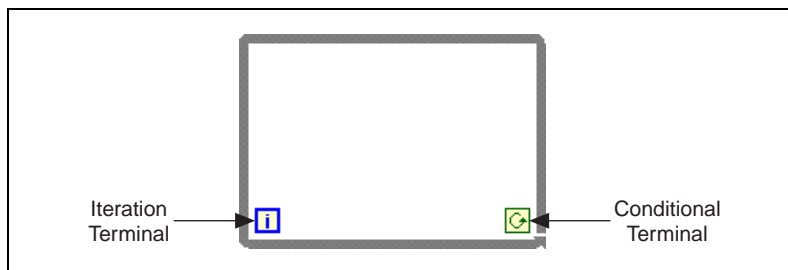 Iteration
Terminal
i
Conditional
Terminal